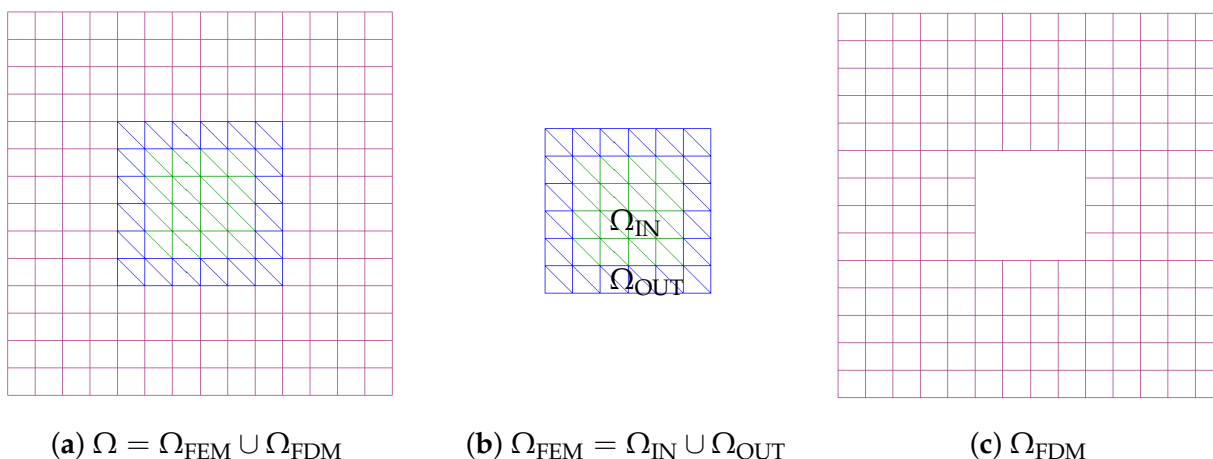 Ω_IN
Ω_OUT
(a) Ω = Ω_FEM ∪ Ω_FDM
(b) Ω_FEM = Ω_IN ∪ Ω_OUT
(c) Ω_FDM